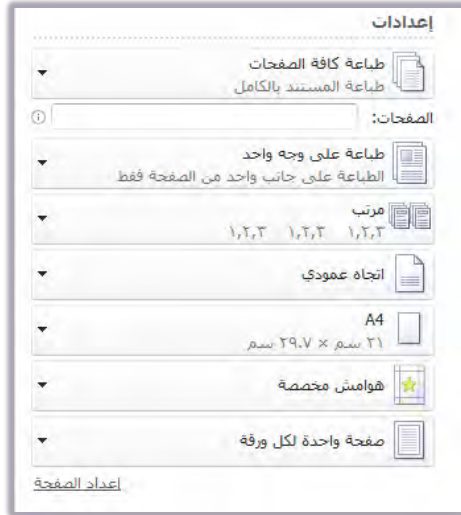 إعدادات
طباعة كافة الصفحات
طباعة المستند بالكامل
الصفحات:
طباعة على وجه واحد
الطباعة على جانب واحد من الصفحة فقط
مرتب
١,٢,٣ ١,٢,٣ ١,٢,٣
اتجاه عمودي
A4
٢١ سم × ٢٩.٧ سم
هوامش مخصصة
صفحة واحدة لكل ورقة
إعداد الصفحة